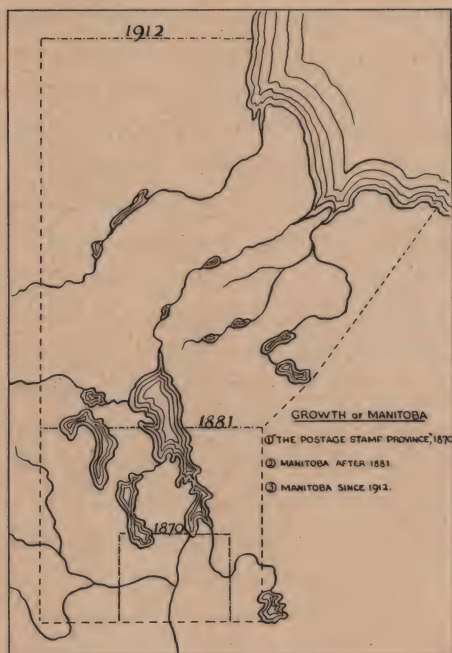 1912
1881
GROWTH OF MANITOBA
① "THE POSTAGE STAMP PROVINCE," 1870
② MANITOBA AFTER 1881.
③ MANITOBA SINCE 1912.
1870